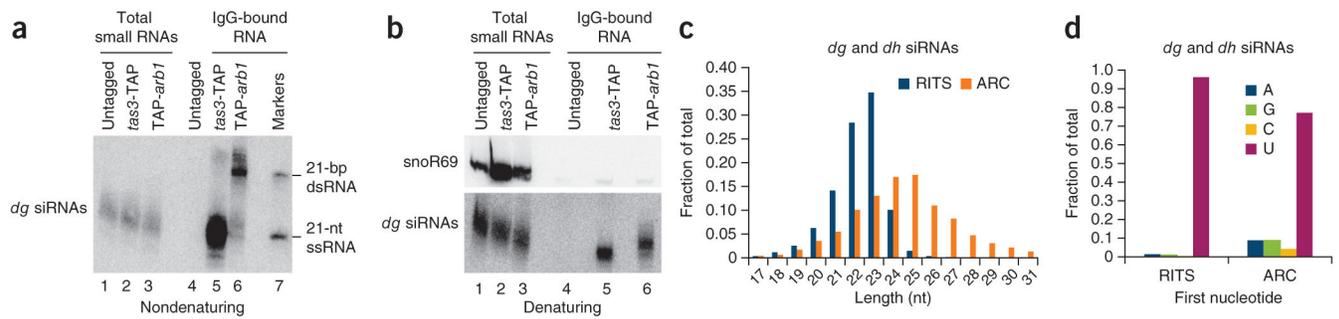 a
Total
small RNAs
IgG-bound
RNA
Untagged
tas3-TAP
TAP-arb1
Untagged
tas3-TAP
TAP-arb1
Markers
dg siRNAs
21-bp
dsRNA
21-nt
ssRNA
1 2 3 4 5 6 7
Nondenaturing
b
Total
small RNAs
IgG-bound
RNA
Untagged
tas3-TAP
TAP-arb1
Untagged
tas3-TAP
TAP-arb1
snoR69
dg siRNAs
1 2 3 4 5 6
Denaturing
c
dg and dh siRNAs
RITS ARC
Fraction of total
0.40
0.35
0.30
0.25
0.20
0.15
0.10
0.05
0
17 18 19 20 21 22 23 24 25 26 27 28 29 30 31
Length (nt)
d
dg and dh siRNAs
A
G
C
U
Fraction of total
1.0
0.9
0.8
0.7
0.6
0.5
0.4
0.3
0.2
0.1
0
RITS ARC
First nucleotide